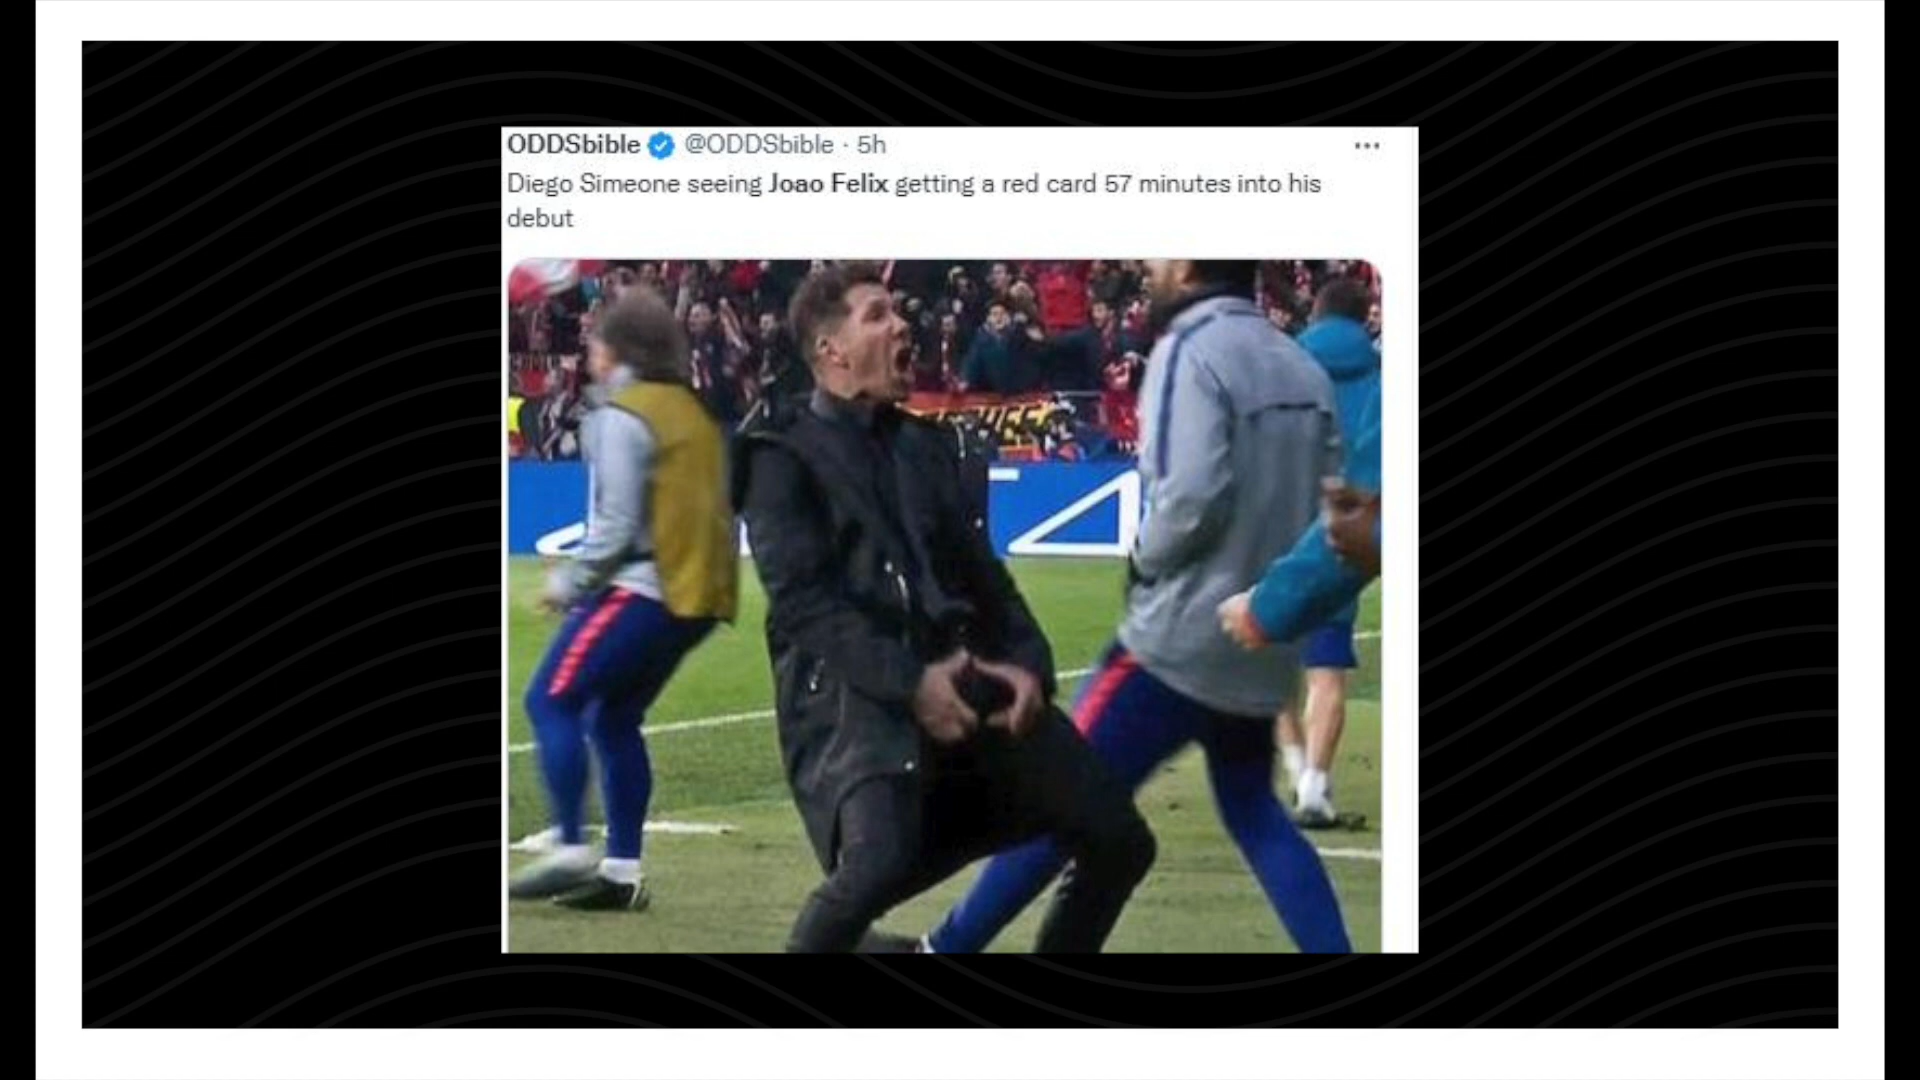 ODDSbible @ODDSbible · 5h
Diego Simeone seeing Joao Felix getting a red card 57 minutes into his
debut